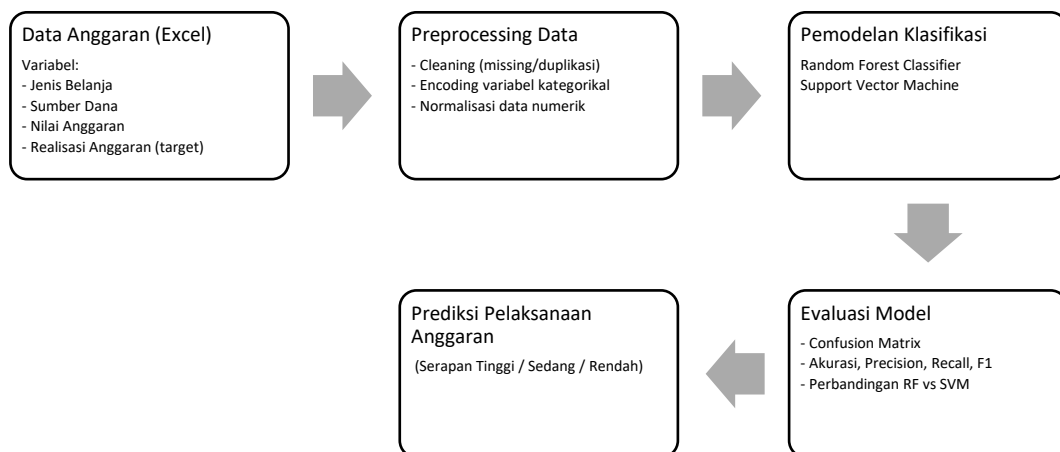 Data Anggaran (Excel)
Variabel:
- Jenis Belanja
- Sumber Dana
- Nilai Anggaran
- Realisasi Anggaran (target)
Preprocessing Data
- Cleaning (missing/duplikasi)
- Encoding variabel kategorikal
- Normalisasi data numerik
Pemodelan Klasifikasi
Random Forest Classifier
Support Vector Machine
Evaluasi Model
- Confusion Matrix
- Akurasi, Precision, Recall, F1
- Perbandingan RF vs SVM
Prediksi Pelaksanaan
Anggaran
(Serapan Tinggi / Sedang / Rendah)